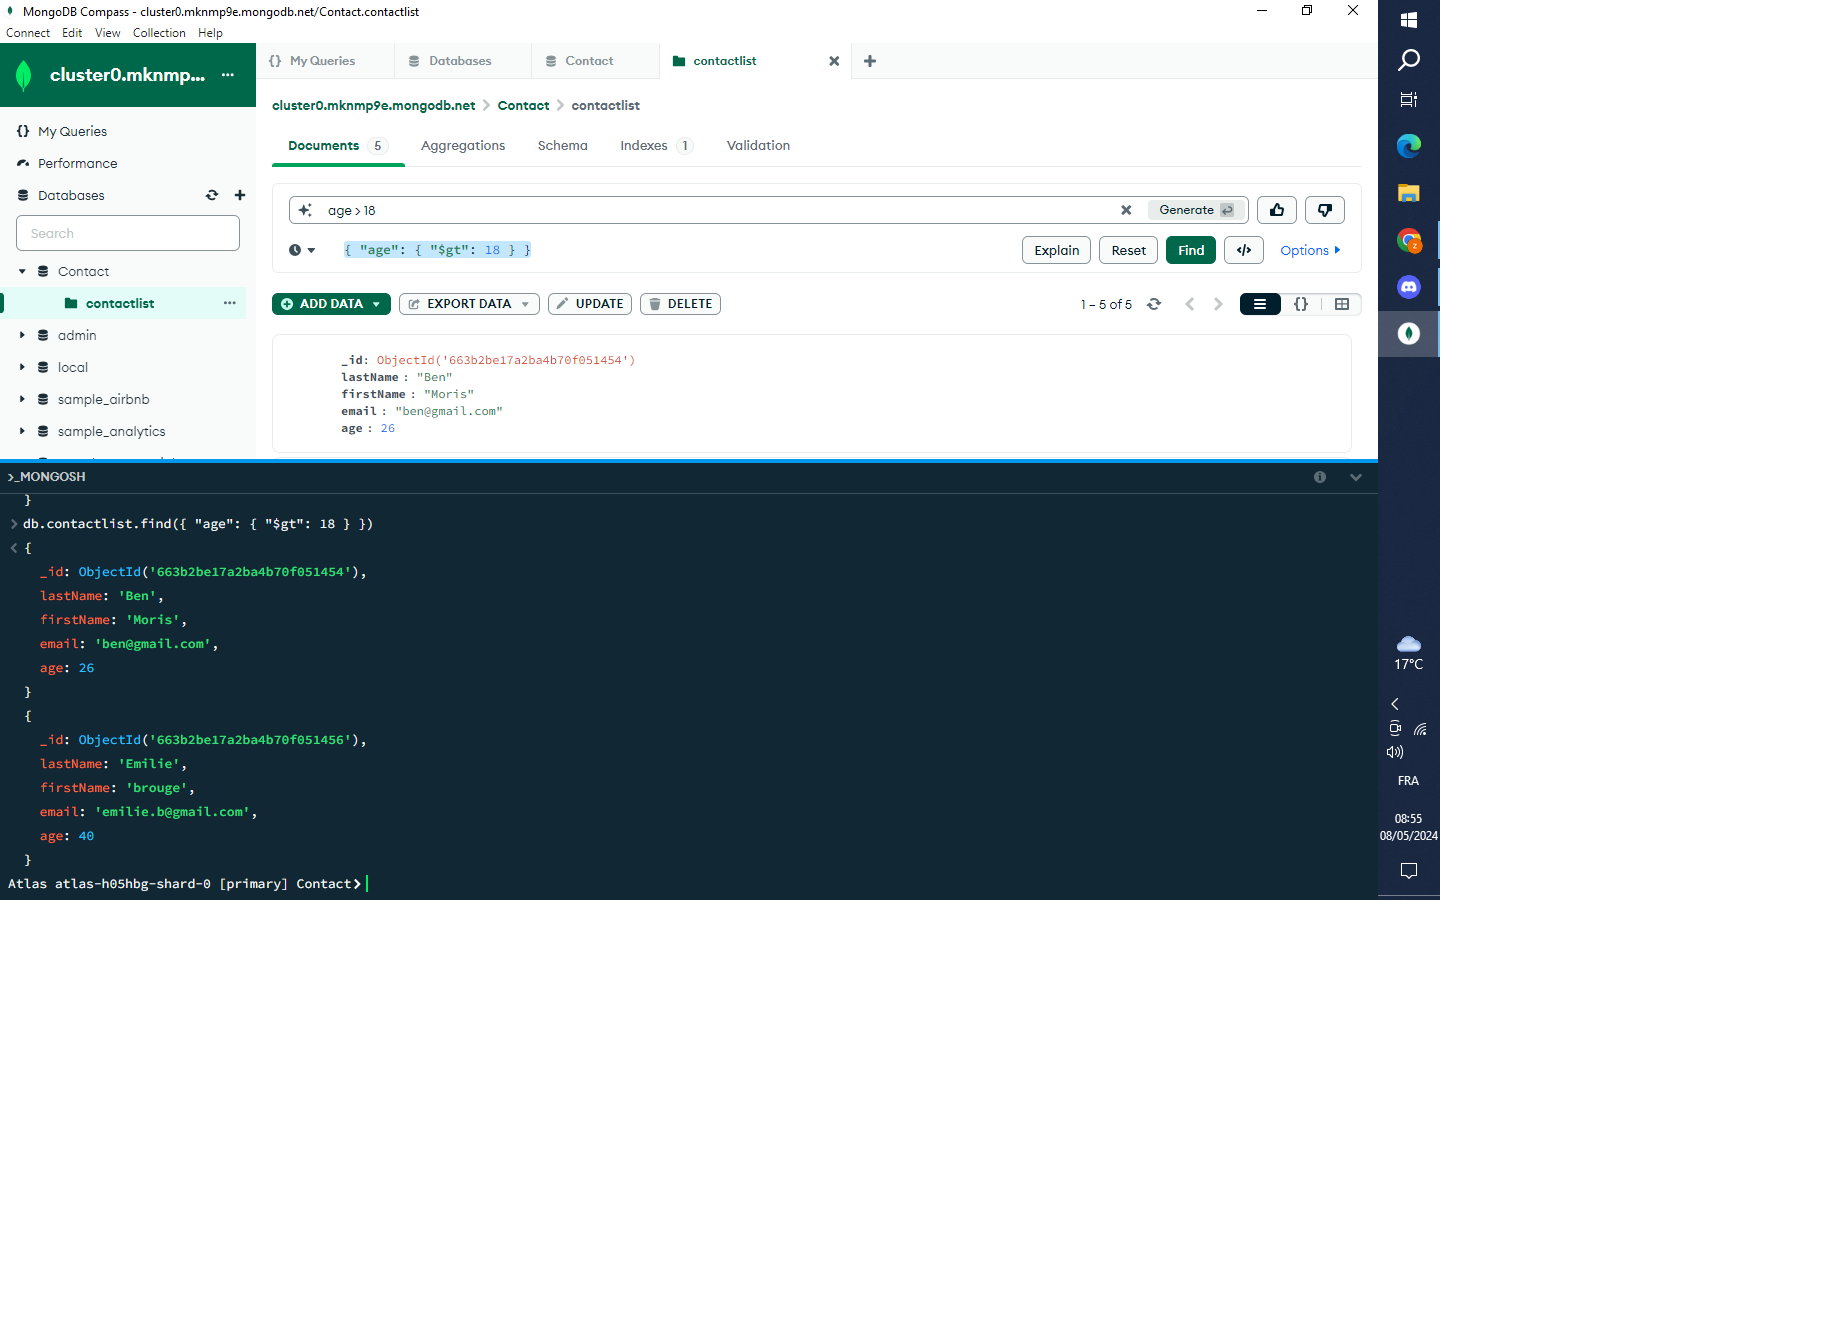 MongoDB Compass - cluster0.mknmp9e.mongodb.net/Contact.contactlist
Connect Edit View Collection Help
cluster0.mknmp... ...
My Queries
Performance
Databases
Search
Contact
contactlist
admin
local
sample_airbnb
sample_analytics
{} My Queries Databases Contact contactlist
cluster0.mknmp9e.mongodb.net > Contact > contactlist
Documents 5 Aggregations Schema Indexes 1 Validation
age > 18 Generate
{ "age": { "$gt": 18 } } Explain Reset Find </> Options
ADD DATA EXPORT DATA UPDATE DELETE 1 – 5 of 5 {}
_id: ObjectId('663b2be17a2ba4b70f051454')
lastName : "Ben"
firstName : "Moris"
email : "ben@gmail.com"
age : 26
>_MONGOSH
}
> db.contactlist.find({ "age": { "$gt": 18 } })
< {
_id: ObjectId('663b2be17a2ba4b70f051454'),
lastName: 'Ben',
firstName: 'Moris',
email: 'ben@gmail.com',
age: 26
}
{
_id: ObjectId('663b2be17a2ba4b70f051456'),
lastName: 'Emilie',
firstName: 'brouge',
email: 'emilie.b@gmail.com',
age: 40
}
Atlas atlas-h05hbg-shard-0 [primary] Contact>
17°C
FRA
08:55
08/05/2024